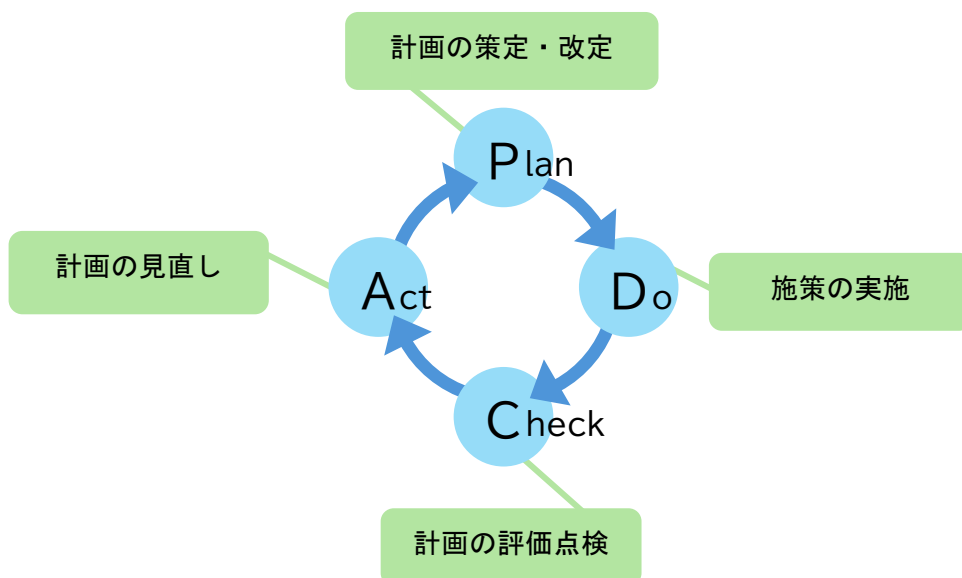 計画の策定・改定
Plan
計画の見直し
Act
Do
施策の実施
Check
計画の評価点検